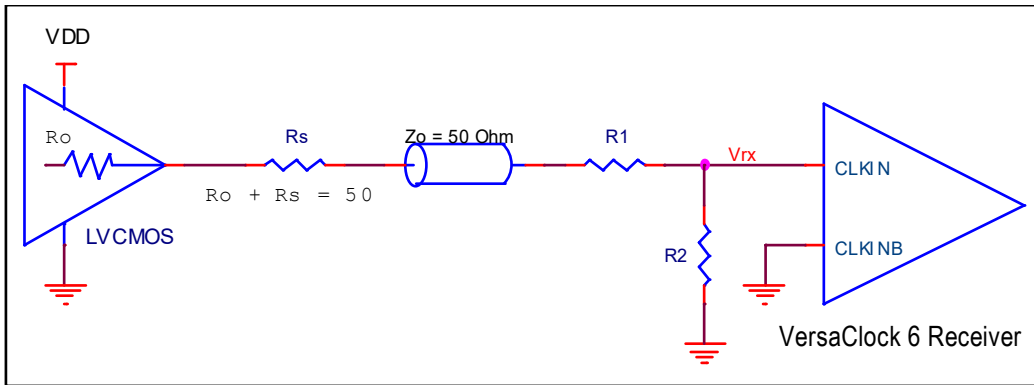 VDD
Ro
Rs
Zo = 50 Ohm
R1
Vrx
CLKIN
Ro + Rs = 50
LVCMOS
R2
CLKINB
VersaClock 6 Receiver